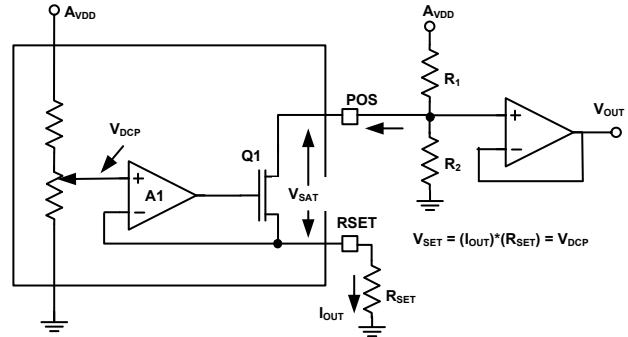 AVDD
AVDD
R1
POS
VOUT
VDCP
Q1
+
+
R2
A1
VSAT
−
−
RSET
VSET = (IOUT)*(RSET) = VDCP
RSET
IOUT